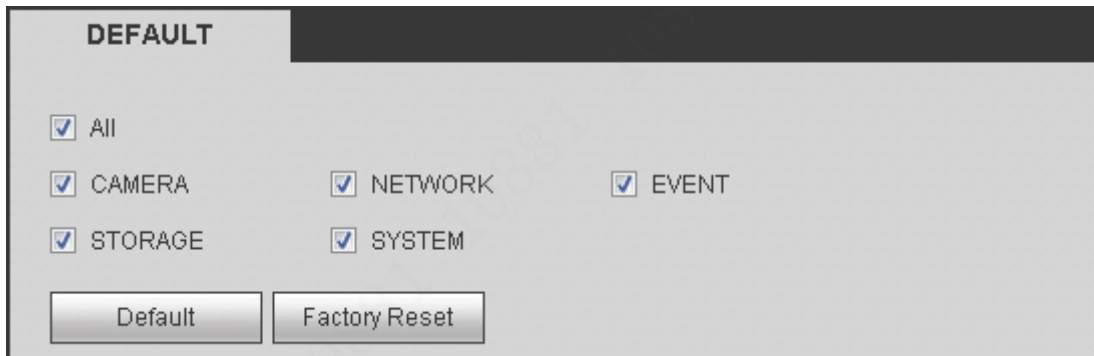 DEFAULT
All
CAMERA NETWORK EVENT
STORAGE SYSTEM
Default Factory Reset